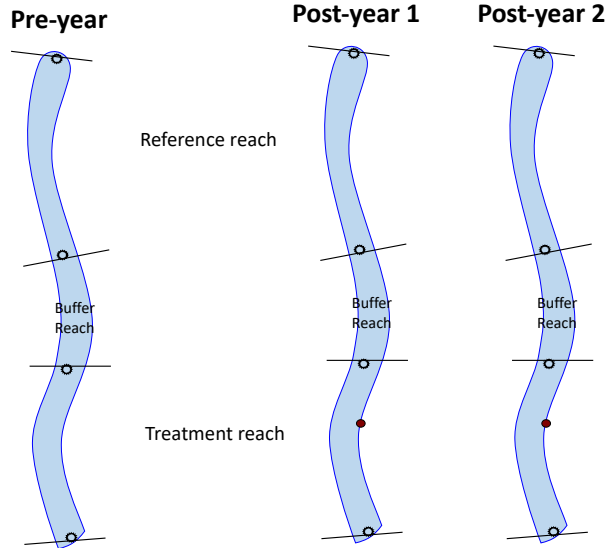 Pre-year
Post-year 1
Post-year 2
Reference reach
Buffer
Reach
Buffer
Reach
Buffer
Reach
Treatment reach